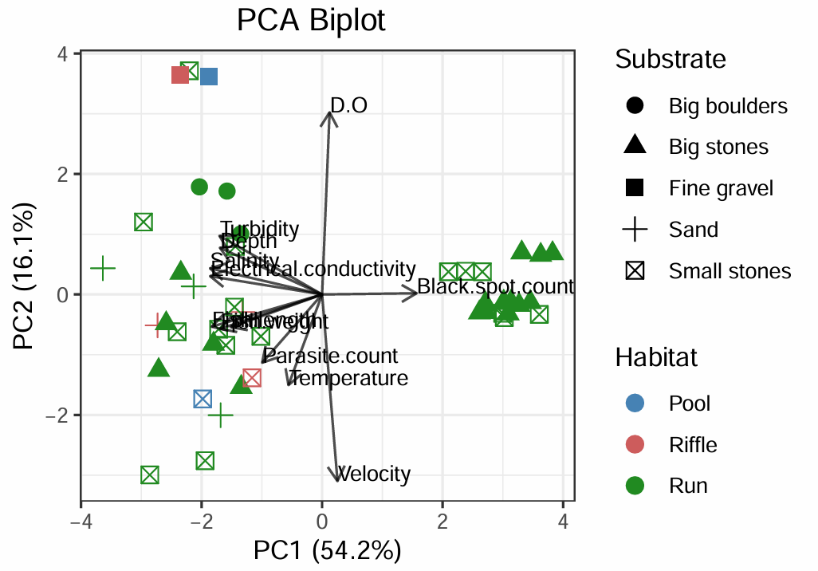 PCA Biplot
PC2 (16.1%)
4
2
0
−2
−4
−2
0
2
4
PC1 (54.2%)
D.O
Turbidity
Depth
Salinity
Electrical.conductivity
Black.spot.count
Parasite.count
Temperature
Velocity
Substrate
Big boulders
Big stones
Fine gravel
Sand
Small stones
Habitat
Pool
Riffle
Run